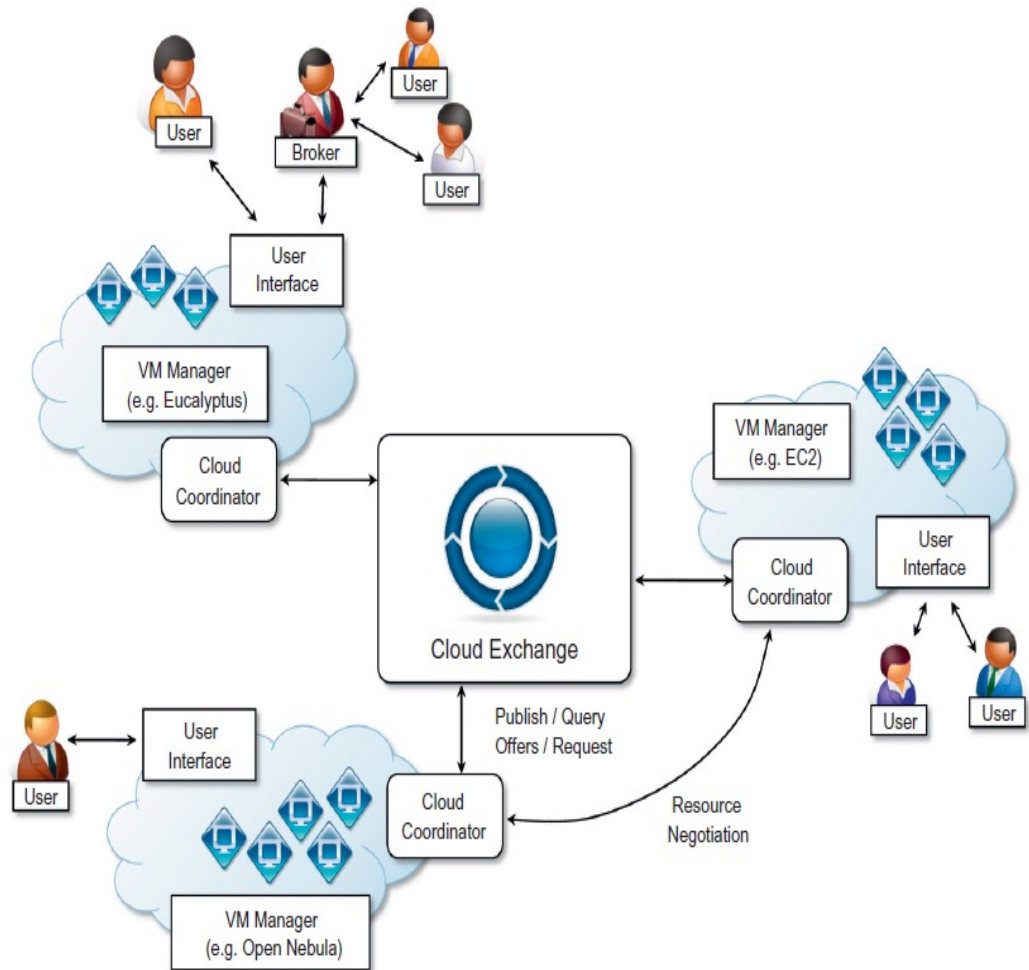 User
User
Broker
User
User
Interface
VM Manager
(e.g. Eucalyptus)
Cloud
Coordinator
VM Manager
(e.g. EC2)
User
Interface
Cloud
Coordinator
User
User
Cloud Exchange
Publish / Query
Offers / Request
User
Interface
User
Cloud
Coordinator
Resource
Negotiation
VM Manager
(e.g. Open Nebula)